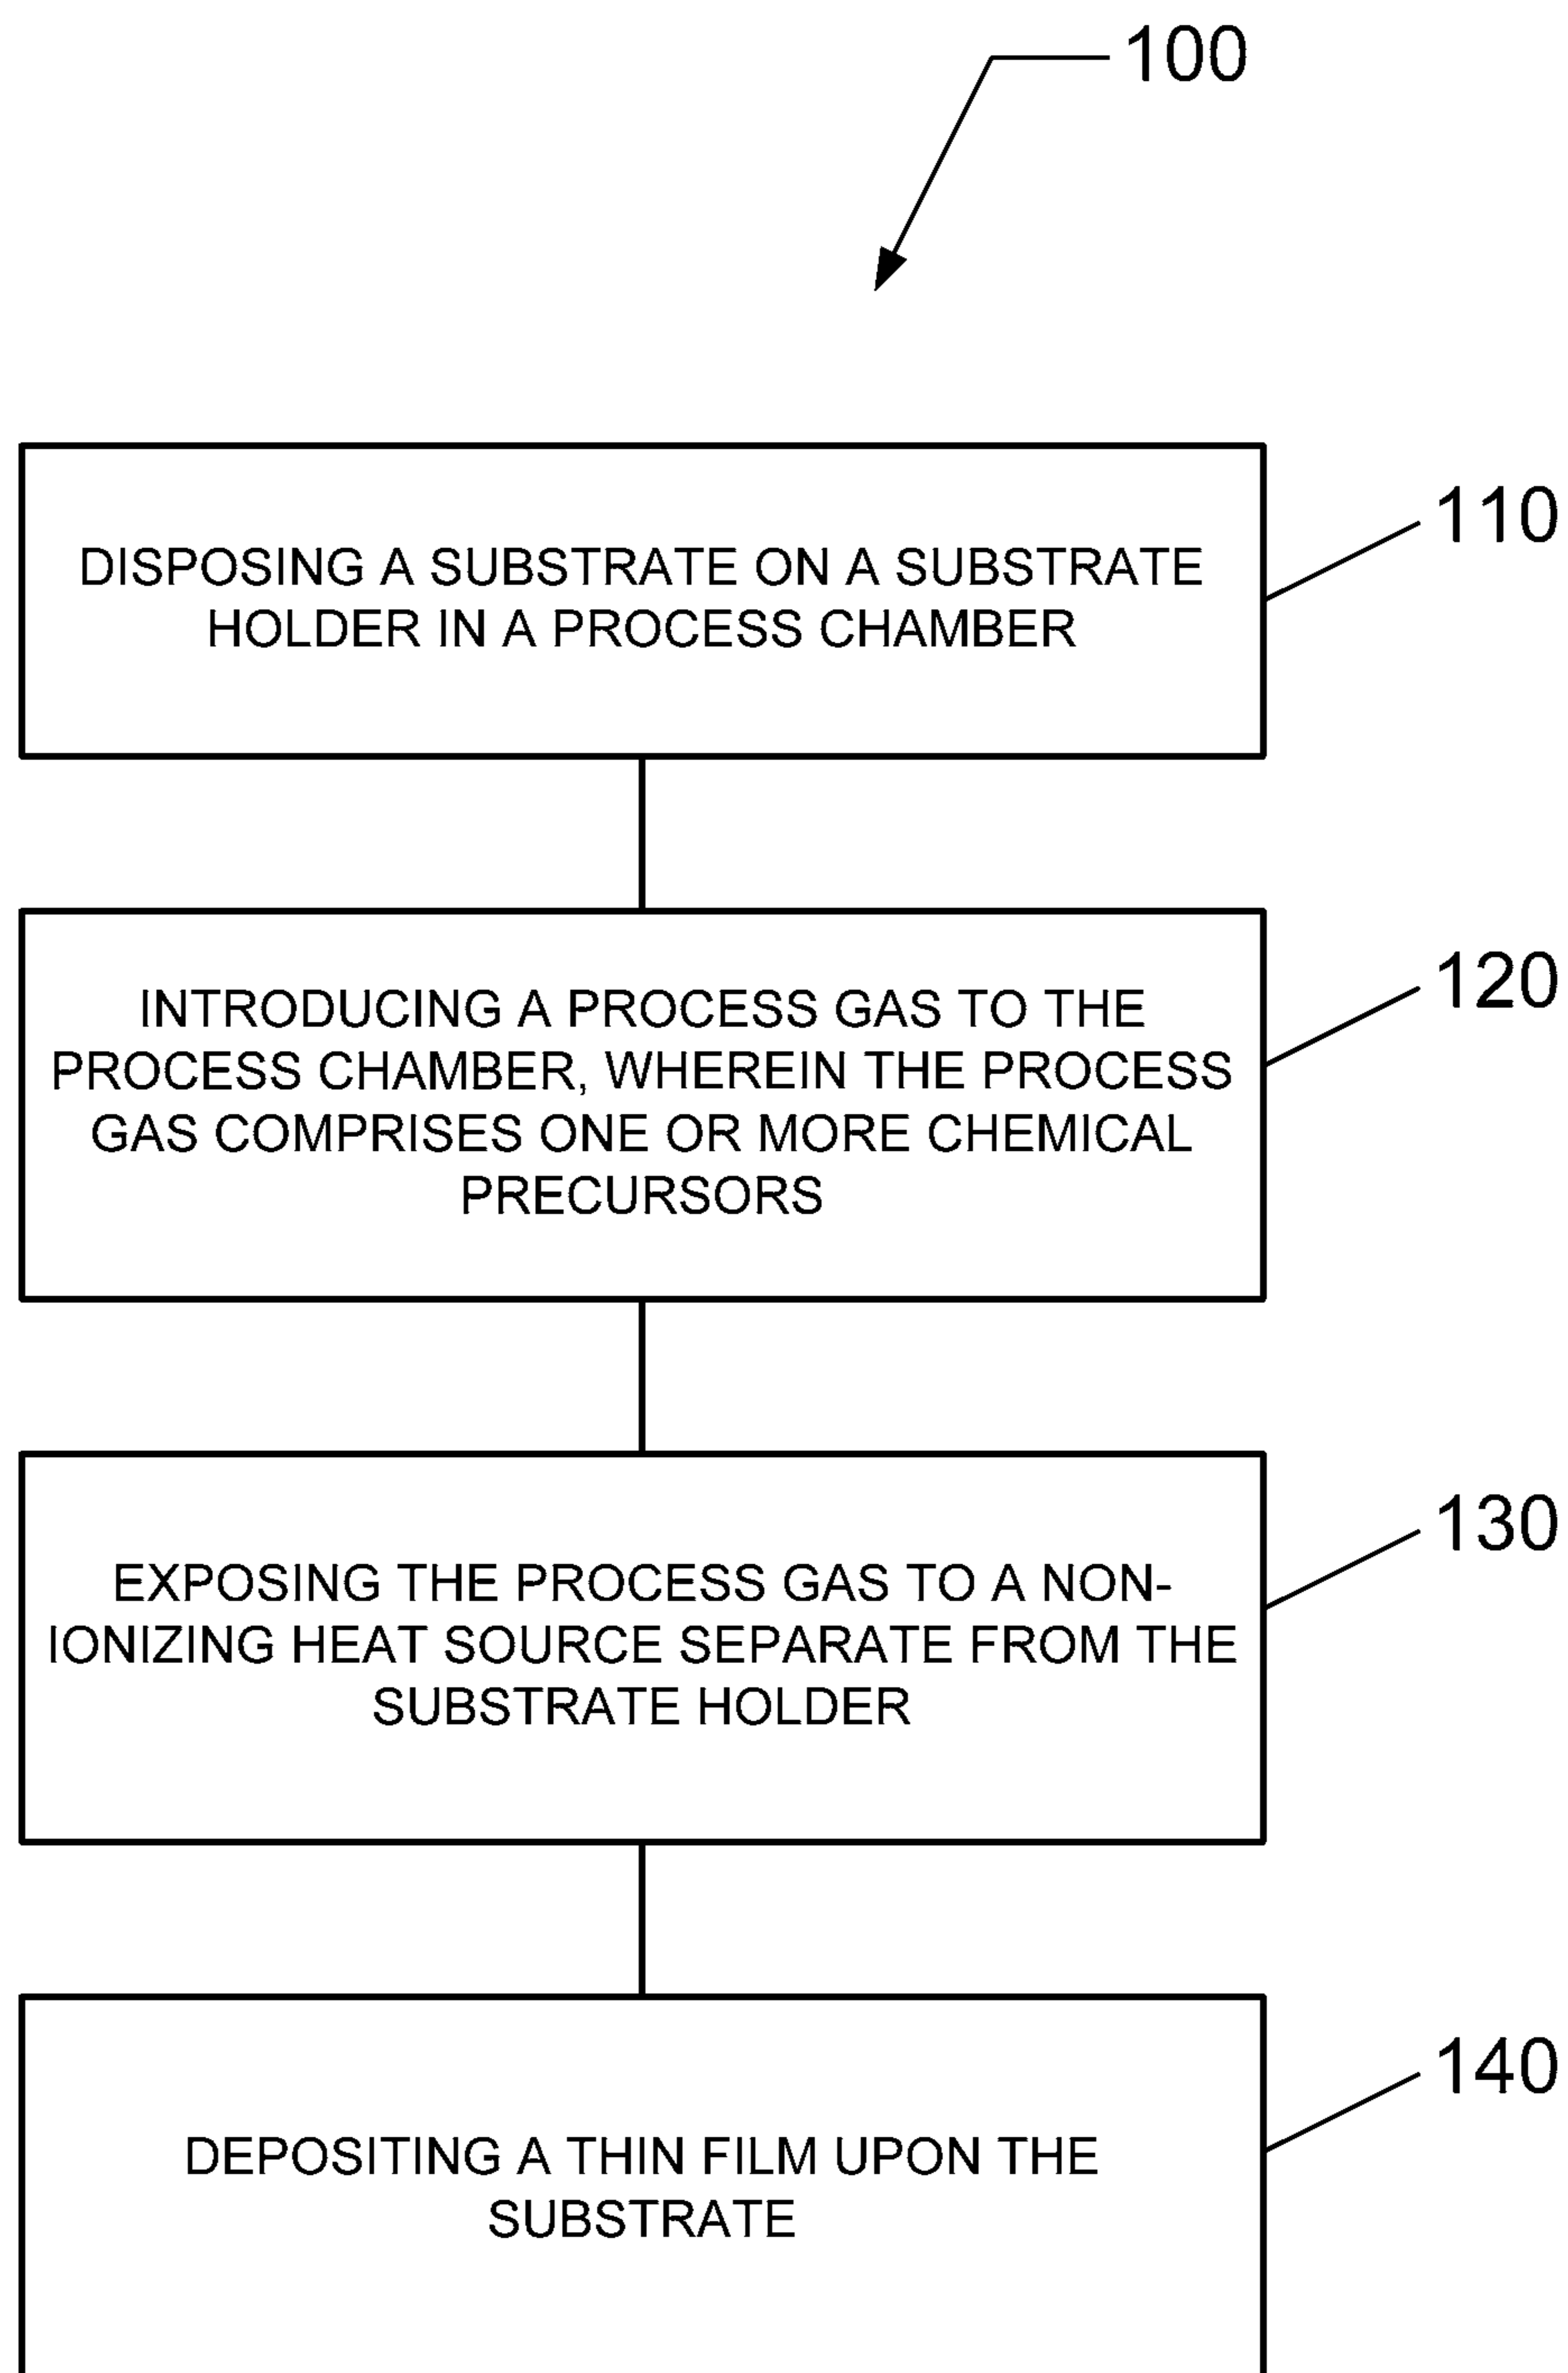 100
DISPOSING A SUBSTRATE ON A SUBSTRATE
HOLDER IN A PROCESS CHAMBER
110
INTRODUCING A PROCESS GAS TO THE
PROCESS CHAMBER, WHEREIN THE PROCESS
GAS COMPRISES ONE OR MORE CHEMICAL
PRECURSORS
120
EXPOSING THE PROCESS GAS TO A NON-
IONIZING HEAT SOURCE SEPARATE FROM THE
SUBSTRATE HOLDER
130
DEPOSITING A THIN FILM UPON THE
SUBSTRATE
140